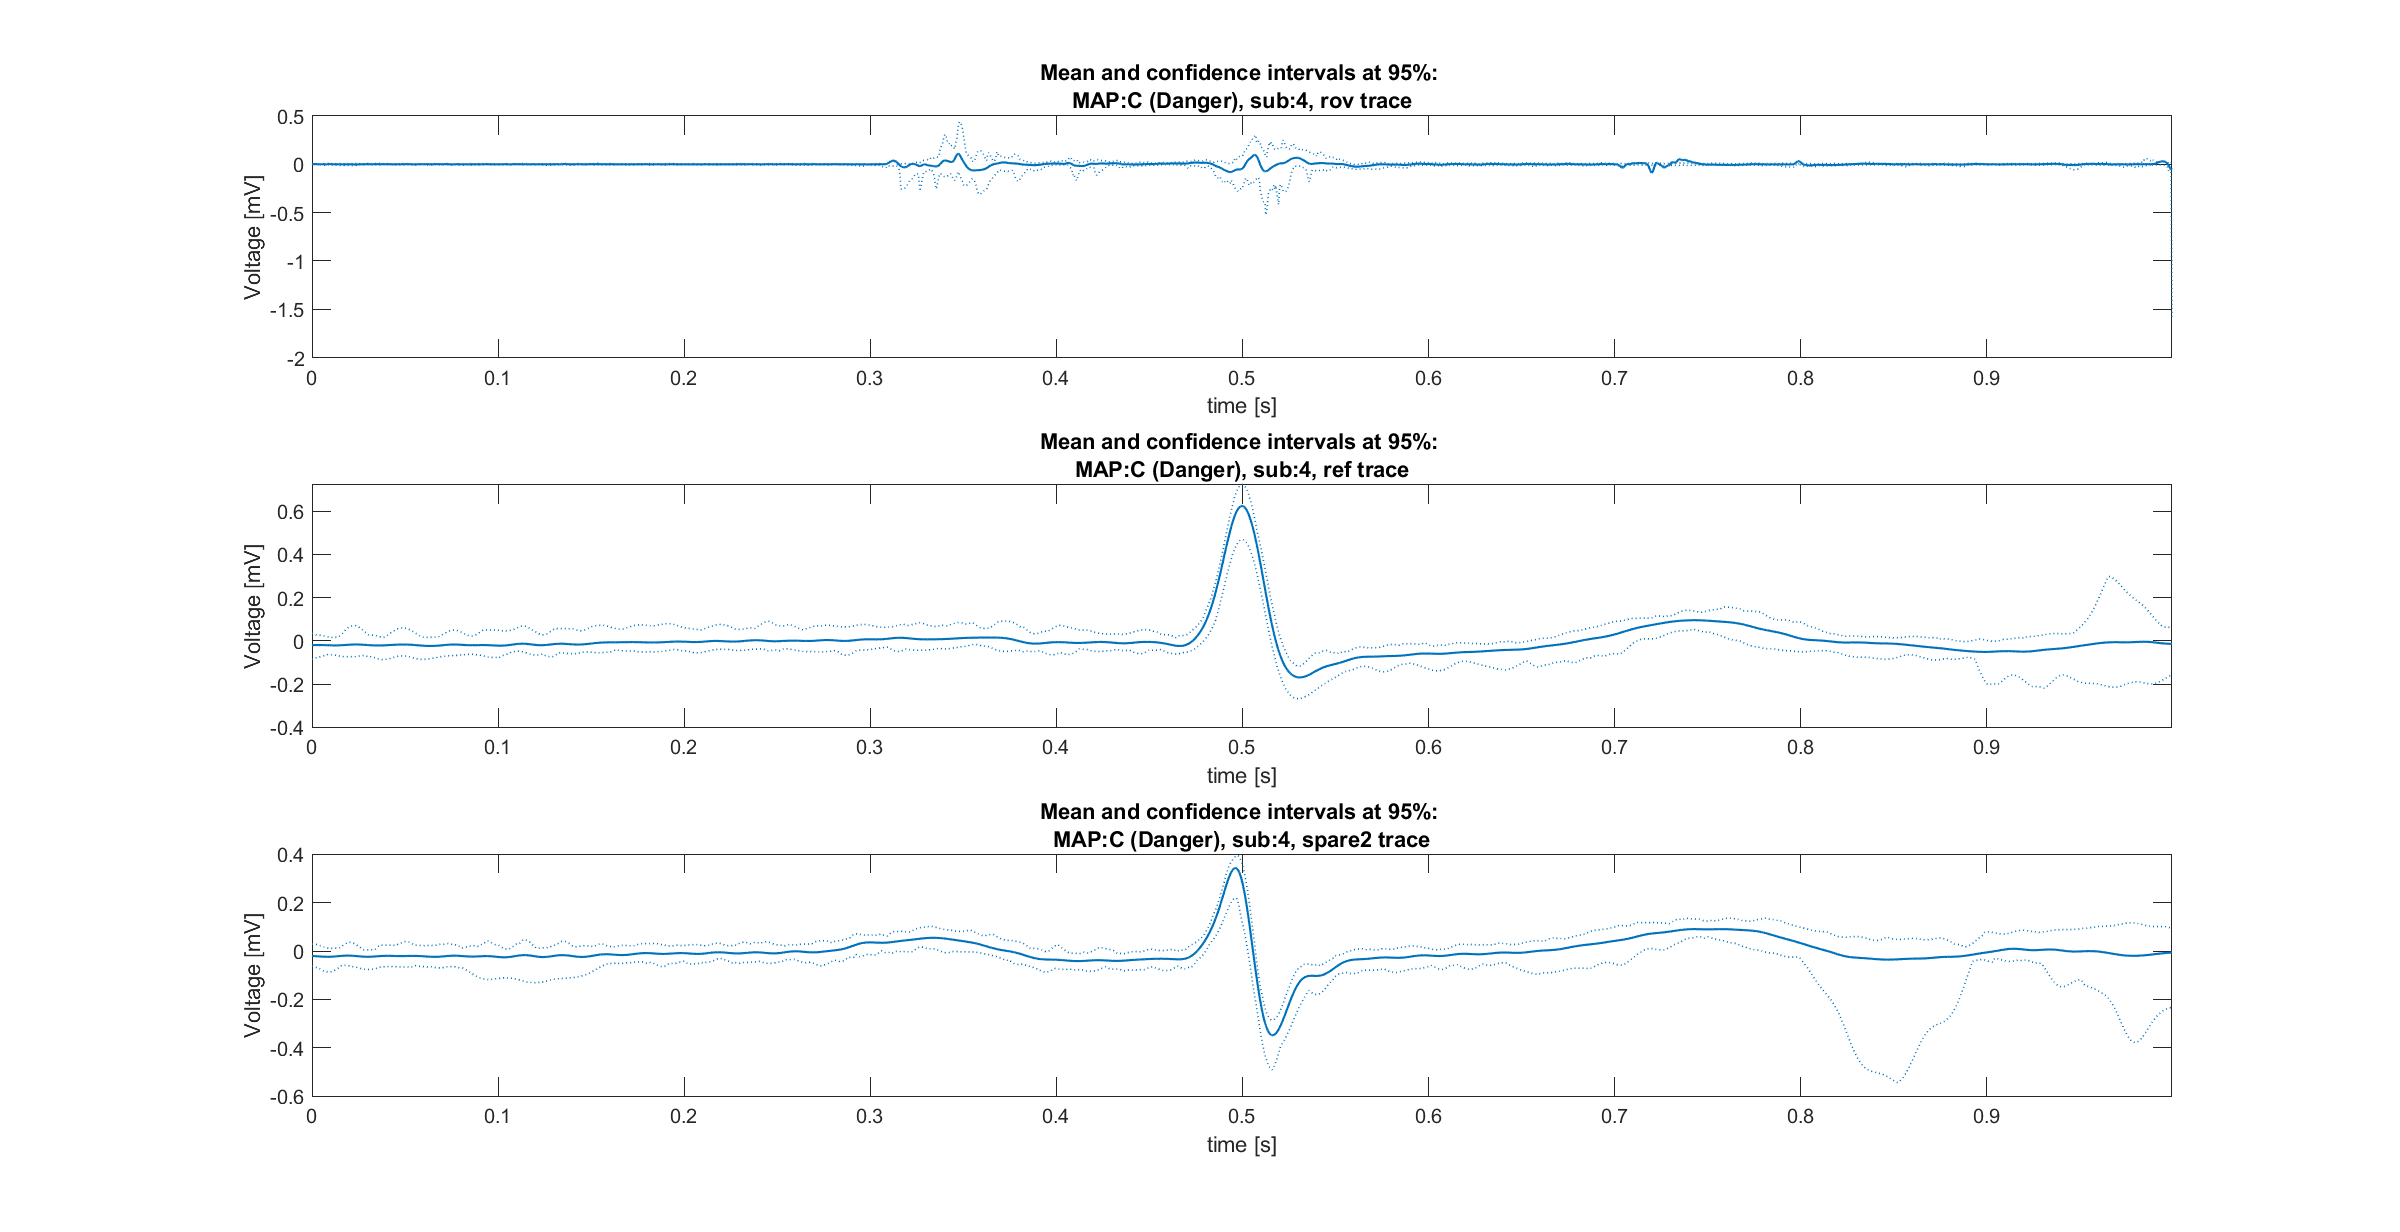 Mean and confidence intervals at 95%:
MAP:C (Danger), sub:4, rov trace
0.5
0
-0.5
-1
-1.5
-2
Voltage [mV]
0 0.1 0.2 0.3 0.4 0.5 0.6 0.7 0.8 0.9
time [s]
Mean and confidence intervals at 95%:
MAP:C (Danger), sub:4, ref trace
0.6
0.4
0.2
0
-0.2
-0.4
Voltage [mV]
0 0.1 0.2 0.3 0.4 0.5 0.6 0.7 0.8 0.9
time [s]
Mean and confidence intervals at 95%:
MAP:C (Danger), sub:4, spare2 trace
0.4
0.2
0
-0.2
-0.4
-0.6
Voltage [mV]
0 0.1 0.2 0.3 0.4 0.5 0.6 0.7 0.8 0.9
time [s]